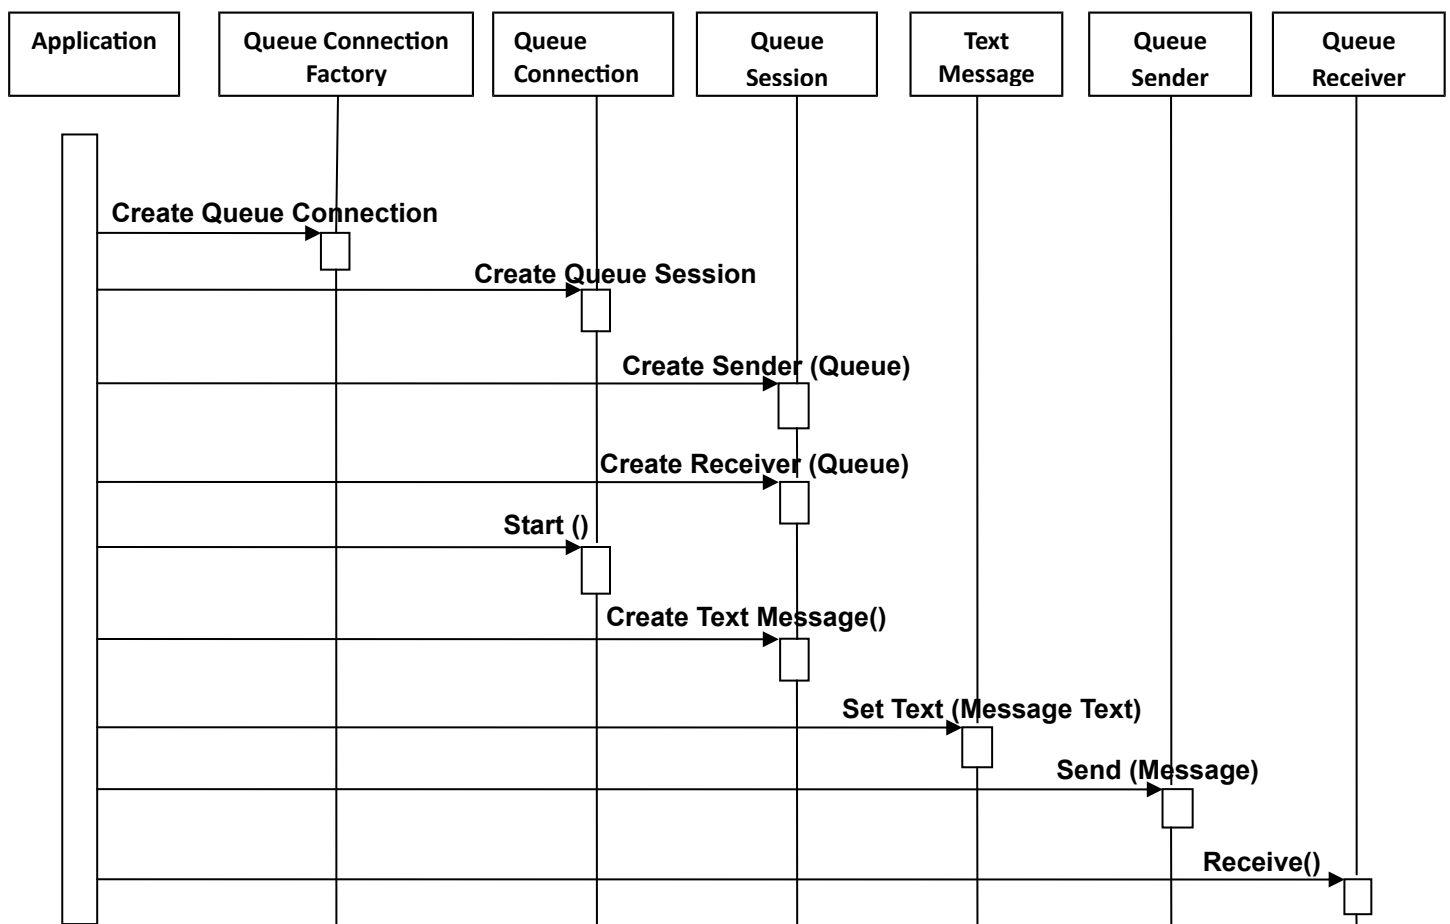 Application
Queue Connection
Factory
Queue
Connection
Queue
Session
Text
Message
Queue
Sender
Queue
Receiver
Create Queue Connection
Create Queue Session
Create Sender (Queue)
Create Receiver (Queue)
Start ()
Create Text Message()
Set Text (Message Text)
Send (Message)
Receive()